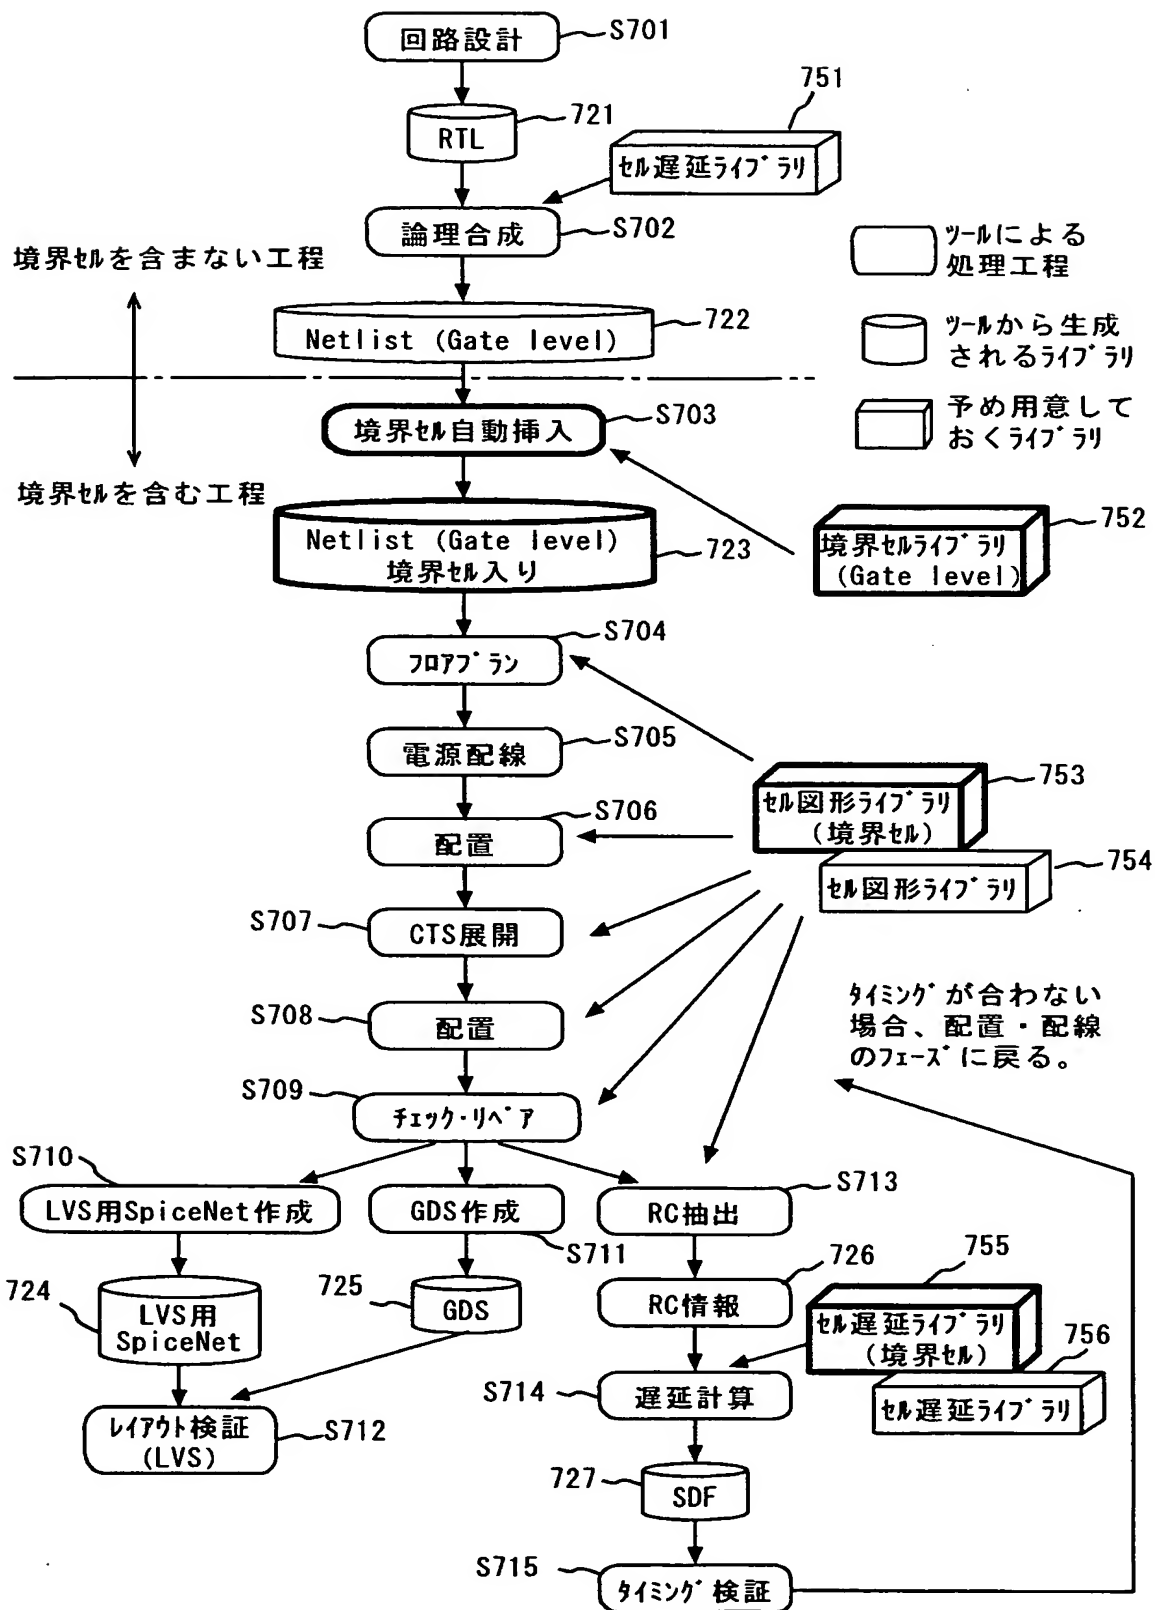 回路設計
S701
RTL
721
751
セル遅延ライブラリ
論理合成
S702
境界セルを含まない工程
ツールによる
処理工程
Netlist (Gate level)
722
ツールから生成
されるライブラリ
境界セル自動挿入
S703
予め用意して
おくライブラリ
境界セルを含む工程
Netlist (Gate level)
境界セル入り
723
752
境界セルライブラリ
(Gate level)
S704
フロアプラン
電源配線
S705
753
セル図形ライブラリ
(境界セル)
S706
配置
754
セル図形ライブラリ
S707
CTS展開
S708
配置
タイミングが合わない
場合、配置・配線
のフェーズに戻る。
S709
チェック・リペア
S710
LVS用SpiceNet作成
GDS作成
S711
RC抽出
S713
724
LVS用
SpiceNet
725
GDS
RC情報
726
755
セル遅延ライブラリ
(境界セル)
756
セル遅延ライブラリ
S714
遅延計算
レイアウト検証
(LVS)
S712
727
SDF
S715
タイミング検証